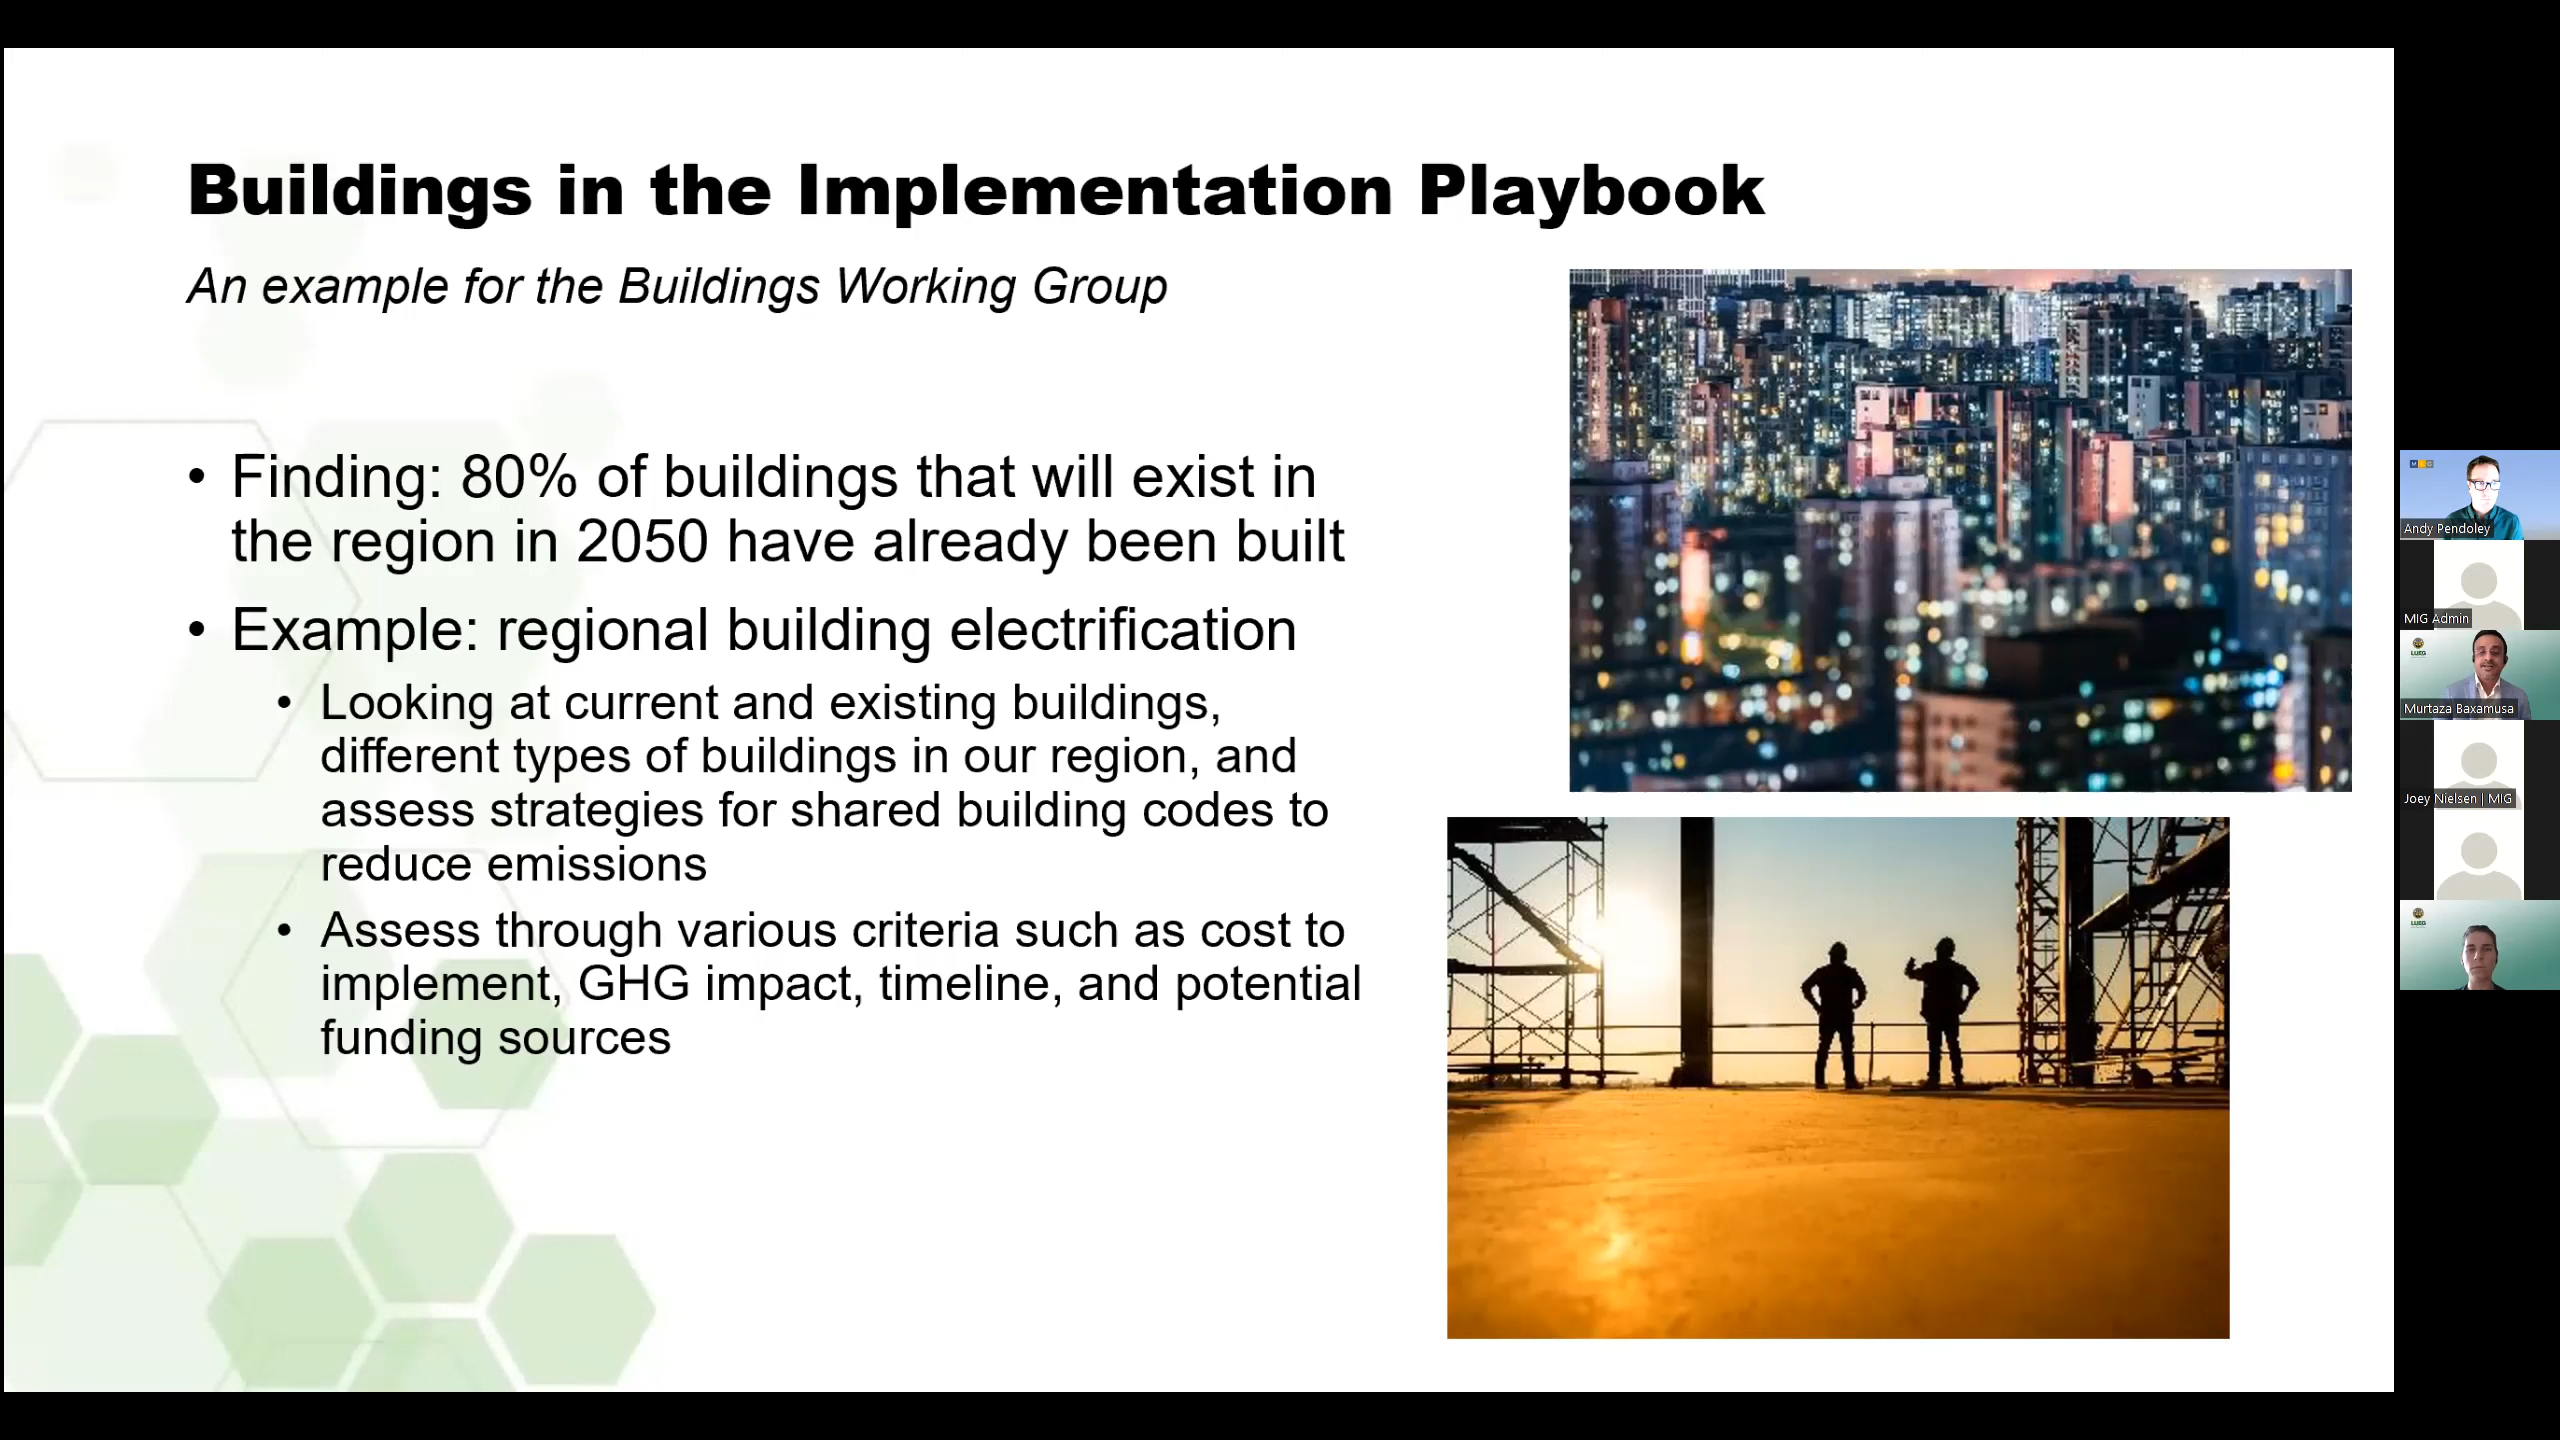 Buildings in the Implementation Playbook
An example for the Buildings Working Group
• Finding: 80% of buildings that will exist in
the region in 2050 have already been built
• Example: regional building electrification
• Looking at current and existing buildings,
different types of buildings in our region, and
assess strategies for shared building codes to
reduce emissions
• Assess through various criteria such as cost to
implement, GHG impact, timeline, and potential
funding sources
MIG
Andy Pendoley
MIG Admin
LUEG
Murtaza Baxamusa
Joey Nielsen | MIG
LUEG